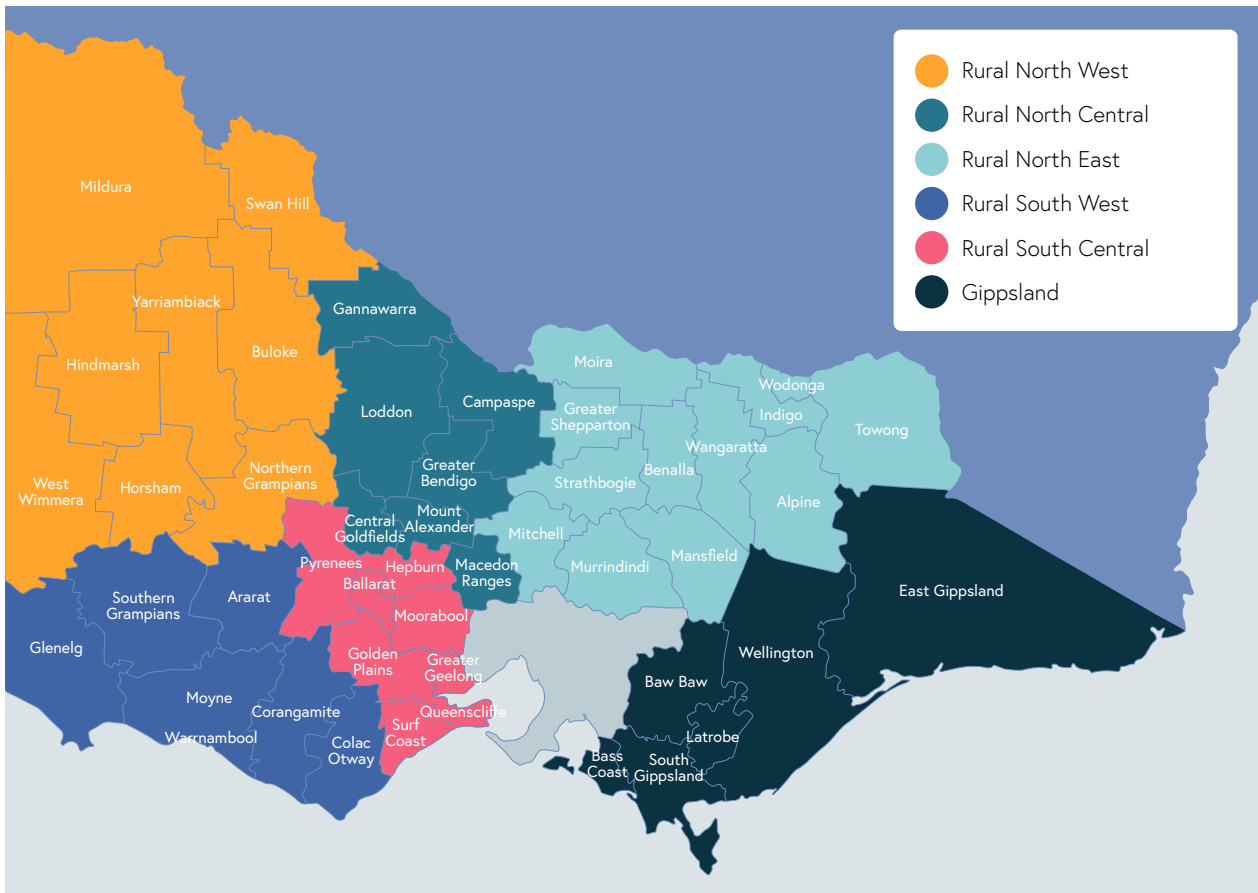 Rural North West
Rural North Central
Rural North East
Rural South West
Rural South Central
Gippsland
Mildura
Swan Hill
Yarriambiack
Gannawarra
Hindmarsh
Buloke
Moira
Wodonga
Campaspe
Loddon
Greater
Shepparton
Indigo
Towong
Wangaratta
West
Wimmera
Horsham
Northern
Grampians
Greater
Bendigo
Strathbogie
Benalla
Alpine
Central
Goldfields
Mount
Alexander
Mitchell
Mansfield
Pyrenees
Hepburn
Ballarat
Macedon
Ranges
Murrindindi
East Gippsland
Southern
Grampians
Ararat
Moorabool
Glenelg
Golden
Plains
Greater
Geelong
Wellington
Baw Baw
Moyne
Corangamite
Queenscliffe
Surf
Coast
Warrnambool
Colac
Otway
Latrobe
Bass
Coast
South
Gippsland